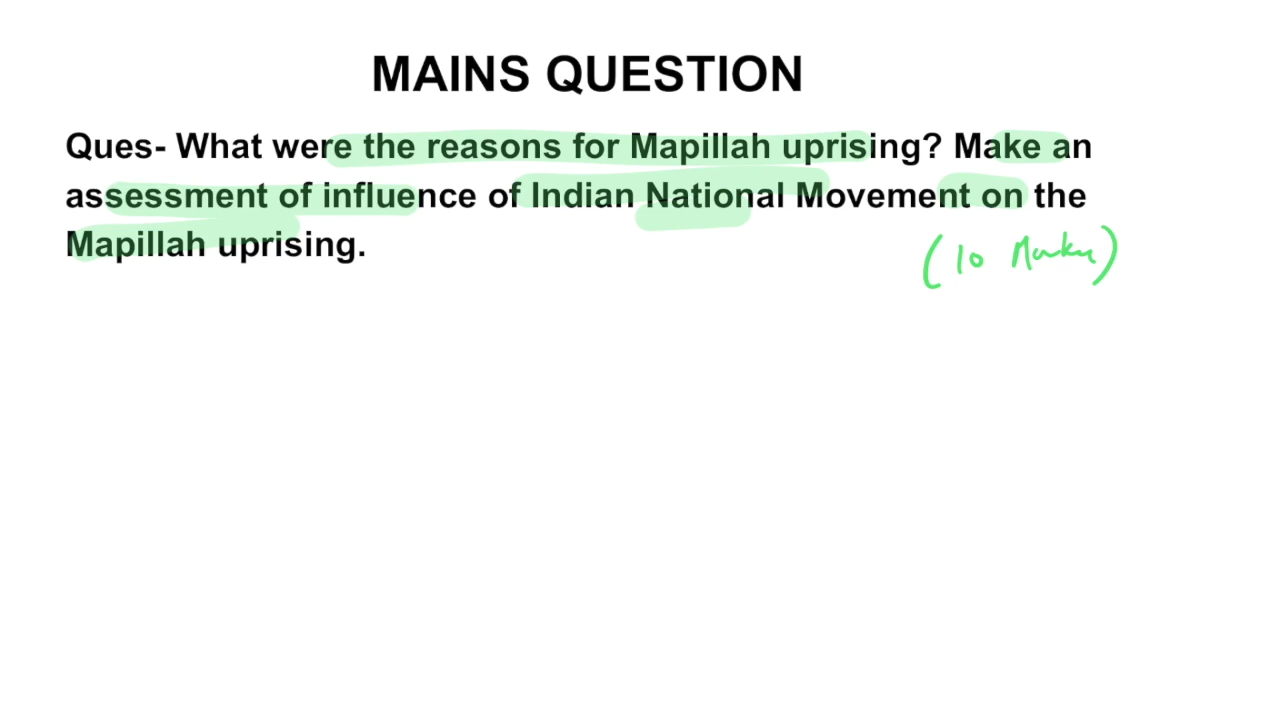 MAINS QUESTION
Ques- What were the reasons for Mapillah uprising? Make an
assessment of influence of Indian National Movement on the
Mapillah uprising.
(10 Marks)